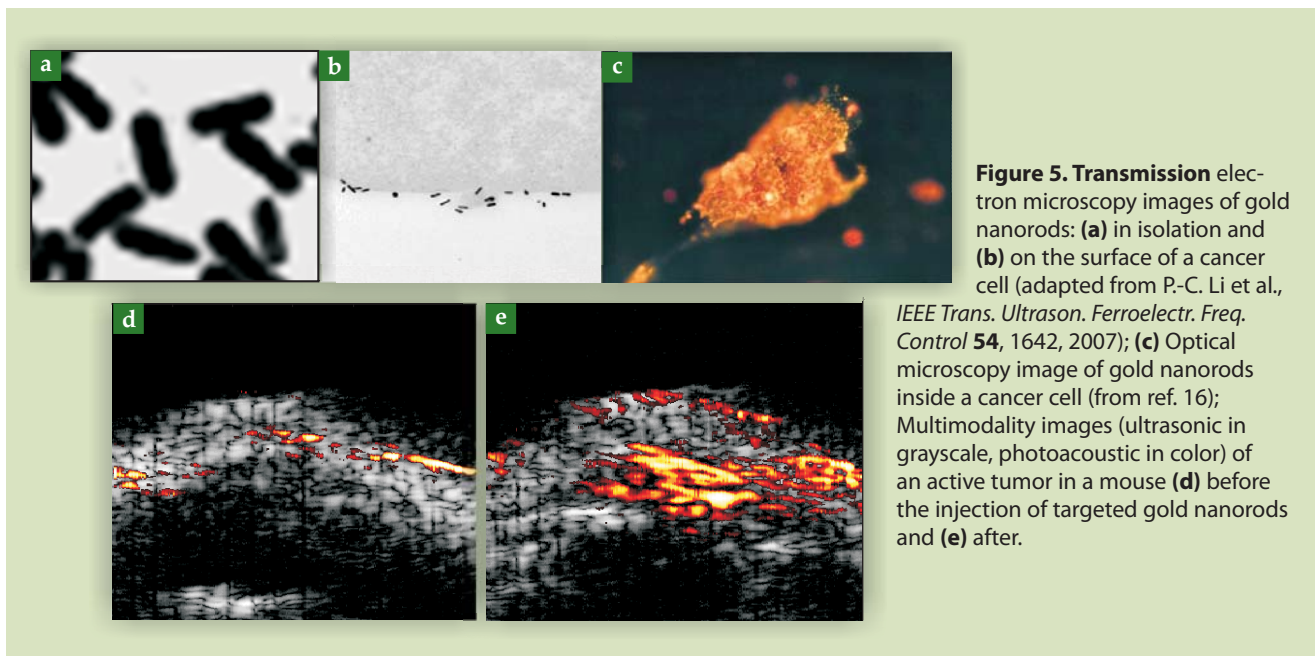 a
b
c
Figure 5. Transmission elec-
tron microscopy images of gold
nanorods: (a) in isolation and
(b) on the surface of a cancer
cell (adapted from P.-C. Li et al.,
IEEE Trans. Ultrason. Ferroelectr. Freq.
Control 54, 1642, 2007); (c) Optical
microscopy image of gold nanorods
inside a cancer cell (from ref. 16);
Multimodality images (ultrasonic in
grayscale, photoacoustic in color) of
an active tumor in a mouse (d) before
the injection of targeted gold nanorods
and (e) after.
d
e